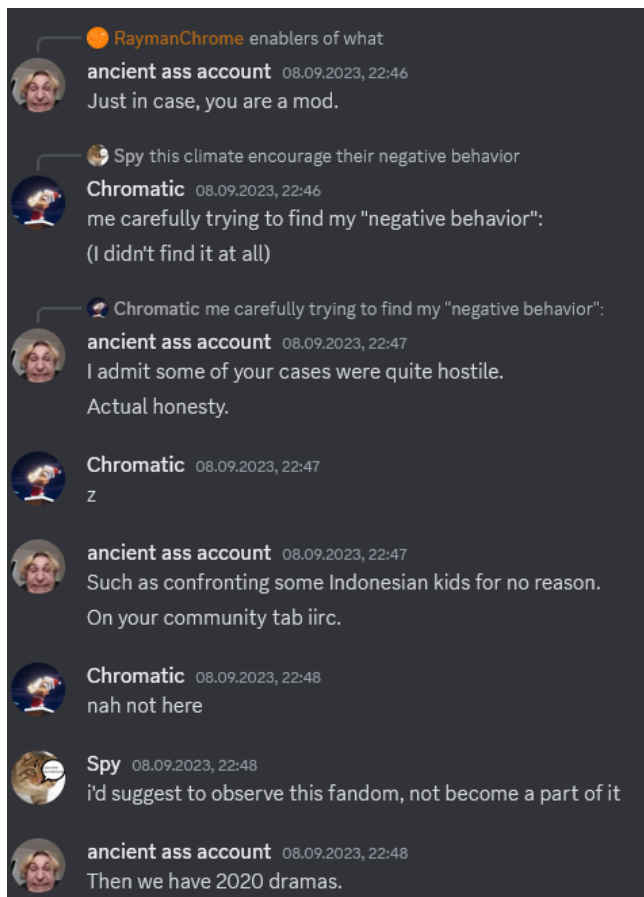 RaymanChrome enablers of what
ancient ass account 08.09.2023, 22:46
Just in case, you are a mod.
Spy this climate encourage their negative behavior
Chromatic 08.09.2023, 22:46
me carefully trying to find my "negative behavior":
(I didn't find it at all)
Chromatic me carefully trying to find my "negative behavior":
ancient ass account 08.09.2023, 22:47
I admit some of your cases were quite hostile.
Actual honesty.
Chromatic 08.09.2023, 22:47
z
ancient ass account 08.09.2023, 22:47
Such as confronting some Indonesian kids for no reason.
On your community tab iirc.
Chromatic 08.09.2023, 22:48
nah not here
Spy 08.09.2023, 22:48
i'd suggest to observe this fandom, not become a part of it
ancient ass account 08.09.2023, 22:48
Then we have 2020 dramas.